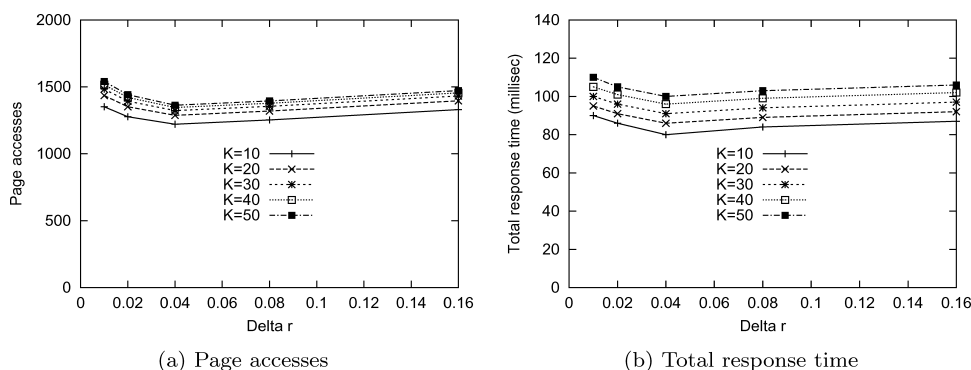 2000
1500
1000
500
0
Page accesses
K=10
K=20
K=30
K=40
K=50
0 0.02 0.04 0.06 0.08 0.1 0.12 0.14 0.16
Delta r
(a) Page accesses
140
120
100
80
60
40
20
0
Total response time (millisec)
K=10
K=20
K=30
K=40
K=50
0 0.02 0.04 0.06 0.08 0.1 0.12 0.14 0.16
Delta r
(b) Total response time